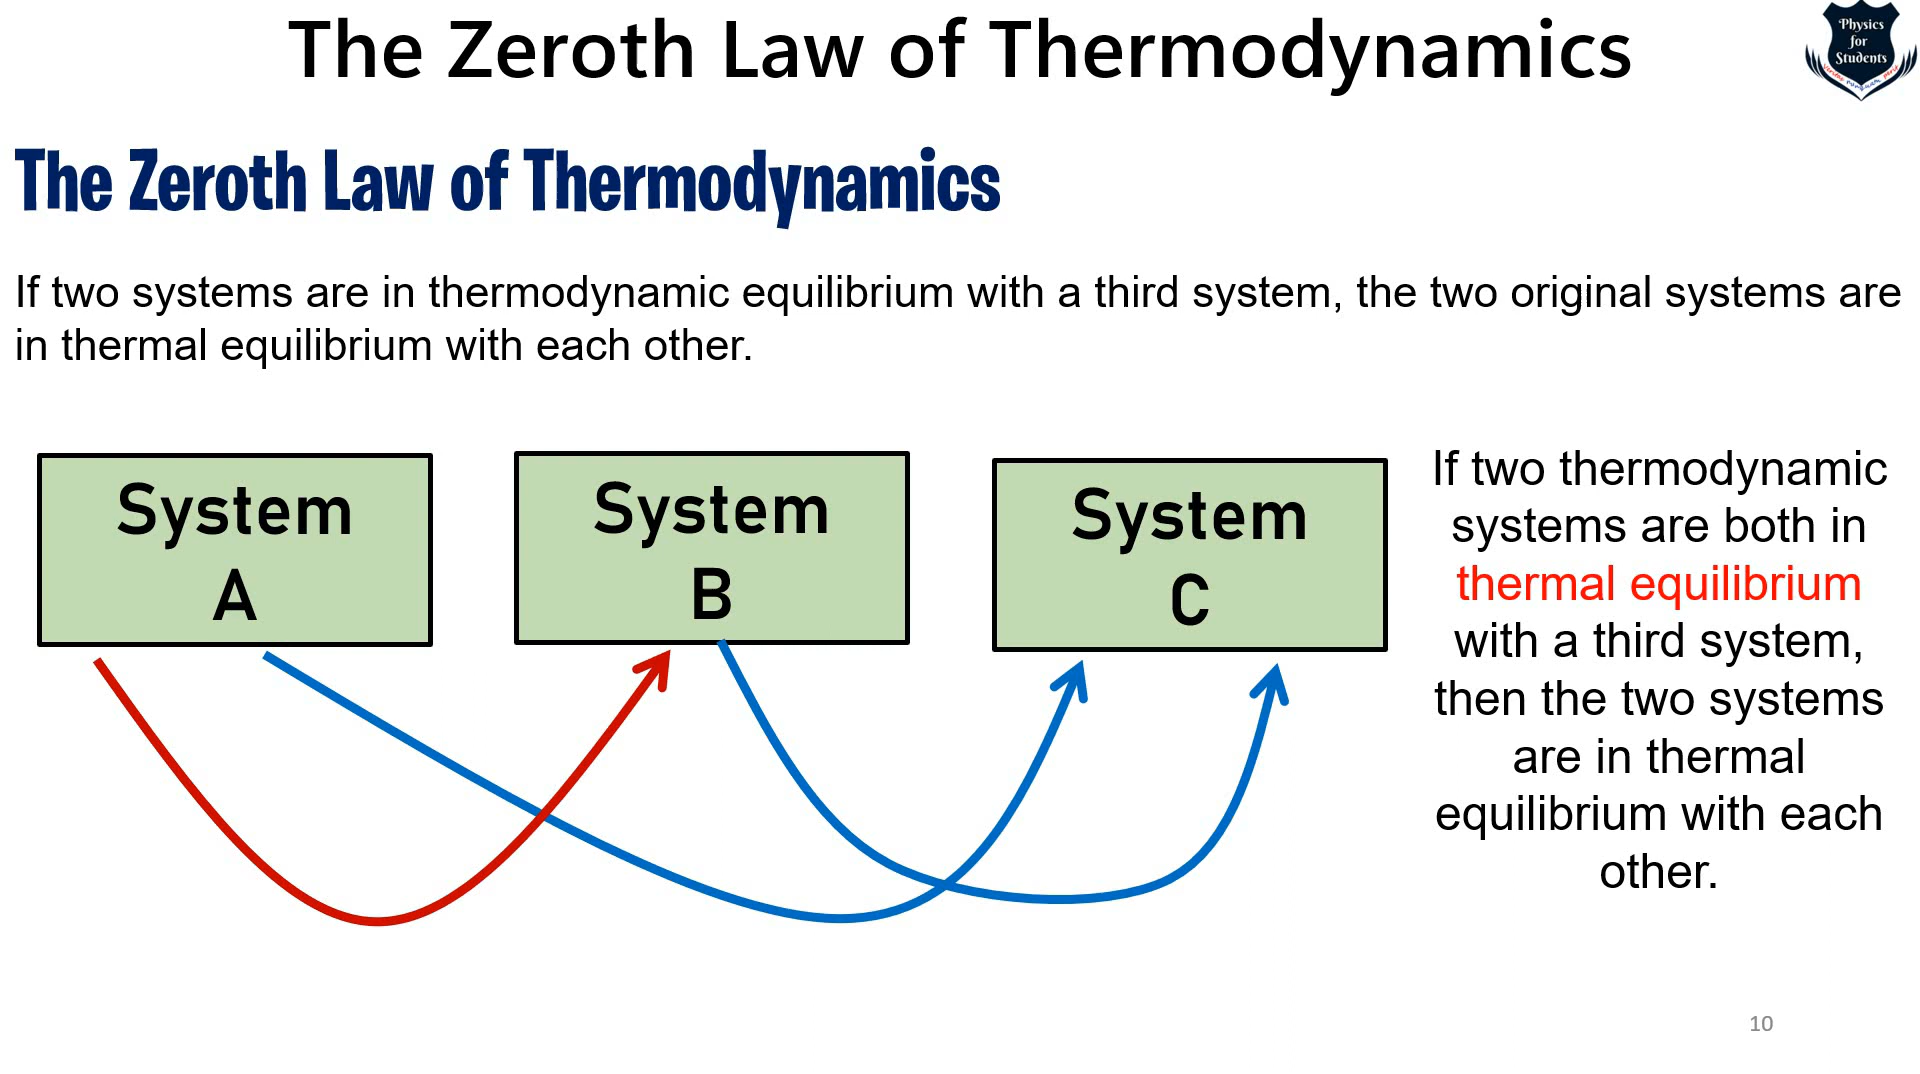 The Zeroth Law of Thermodynamics
Physics
for
Students
The Zeroth Law of Thermodynamics
If two systems are in thermodynamic equilibrium with a third system, the two original systems are
in thermal equilibrium with each other.
System
A
System
B
System
C
If two thermodynamic
systems are both in
thermal equilibrium
with a third system,
then the two systems
are in thermal
equilibrium with each
other.
10